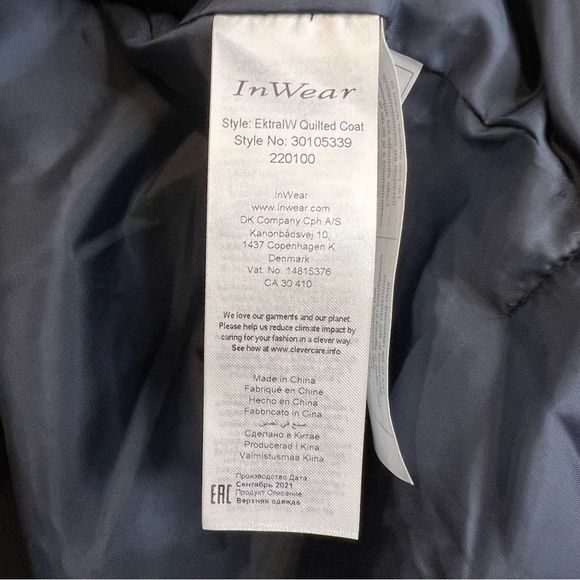 InWear
Style: EktraIW Quilted Coat
Style No: 30105339
220100
InWear
www.inwear.com
DK Company Cph A/S
Kanonbådsvej 10,
1437 Copenhagen K.
Denmark
Vat. No. 14815376
CA 30 410
We love our garments and our planet.
Please help us reduce climate impact by
caring for your fashion in a clever way.
See how at www.clevercare.info
Made in China
Fabriqué en Chine
Hecho en China
Fabbricato in Cina
صنع في الصين
Сделано в Китае
Producerad i Kina
Valmistusmaa Kiina
Производство Дата
Сентябрь 2021
Продукт Описание
Верхняя одежда
EAC